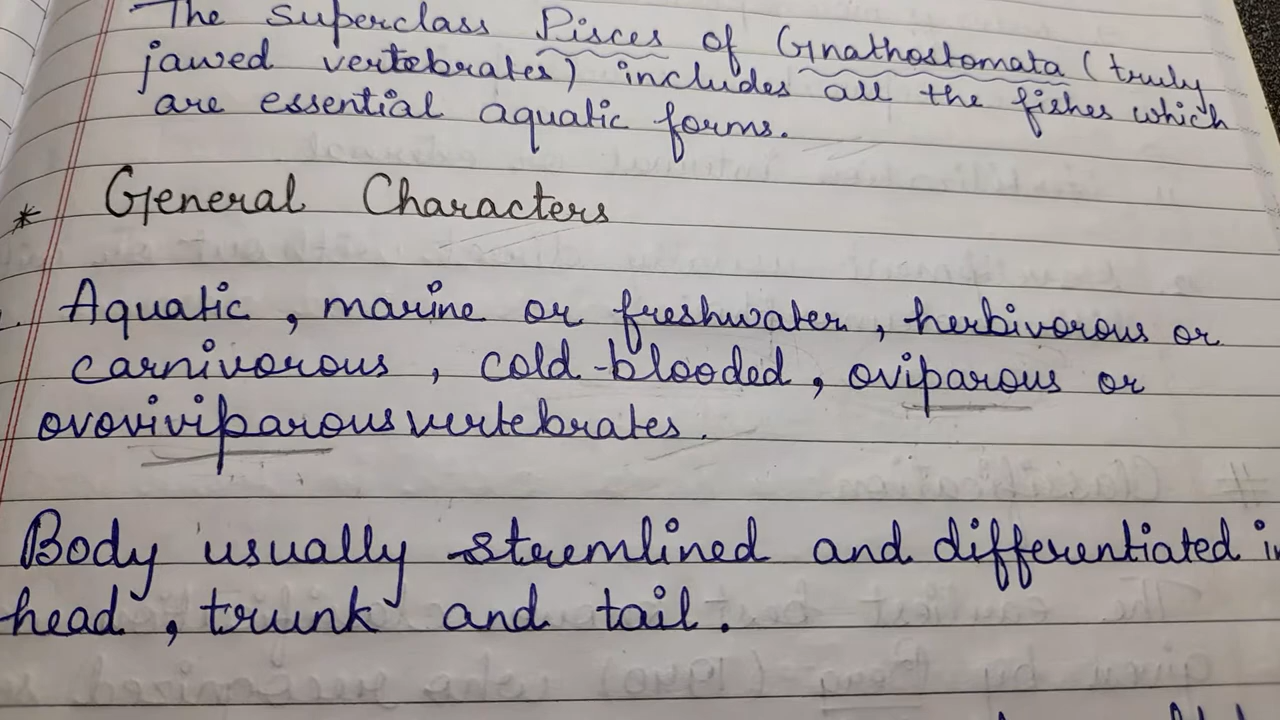 The superclass Pisces of Gnathostomata (truly
jawed vertebrates) includes all the fishes which
are essential aquatic forms.
* General Characters
Aquatic, marine or freshwater, herbivorous or
carnivorous, cold-blooded, oviparous or
ovoviviparous vertebrates.
Body usually stremlined and differentiated in
head, trunk and tail.